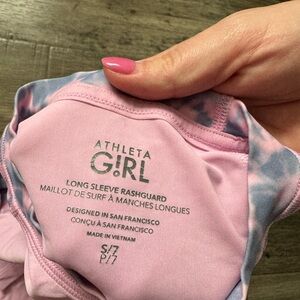 ATHLETA
GIRL
LONG SLEEVE RASHGUARD
MAILLOT DE SURF À MANCHES LONGUES
DESIGNED IN SAN FRANCISCO
CONÇU À SAN FRANCISCO
MADE IN VIETNAM
S/7
P/7